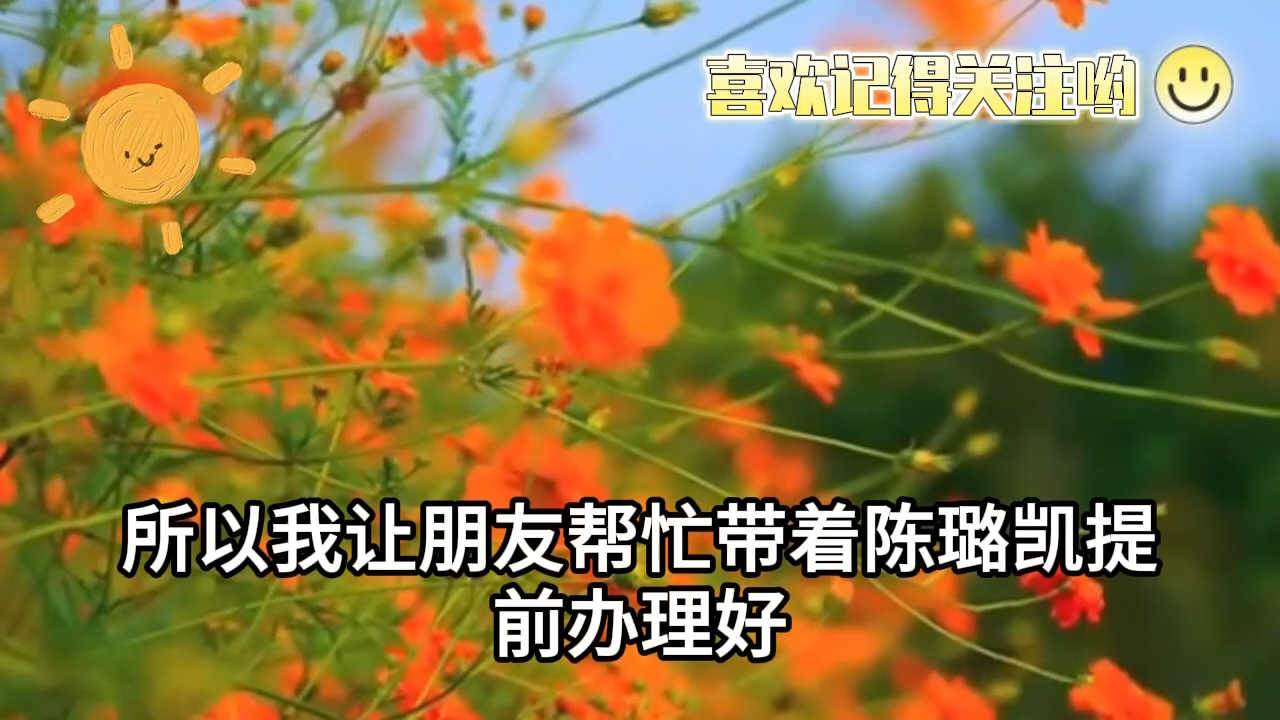 喜欢记得关注哟
所以我让朋友帮忙带着陈璐凯提
前办理好